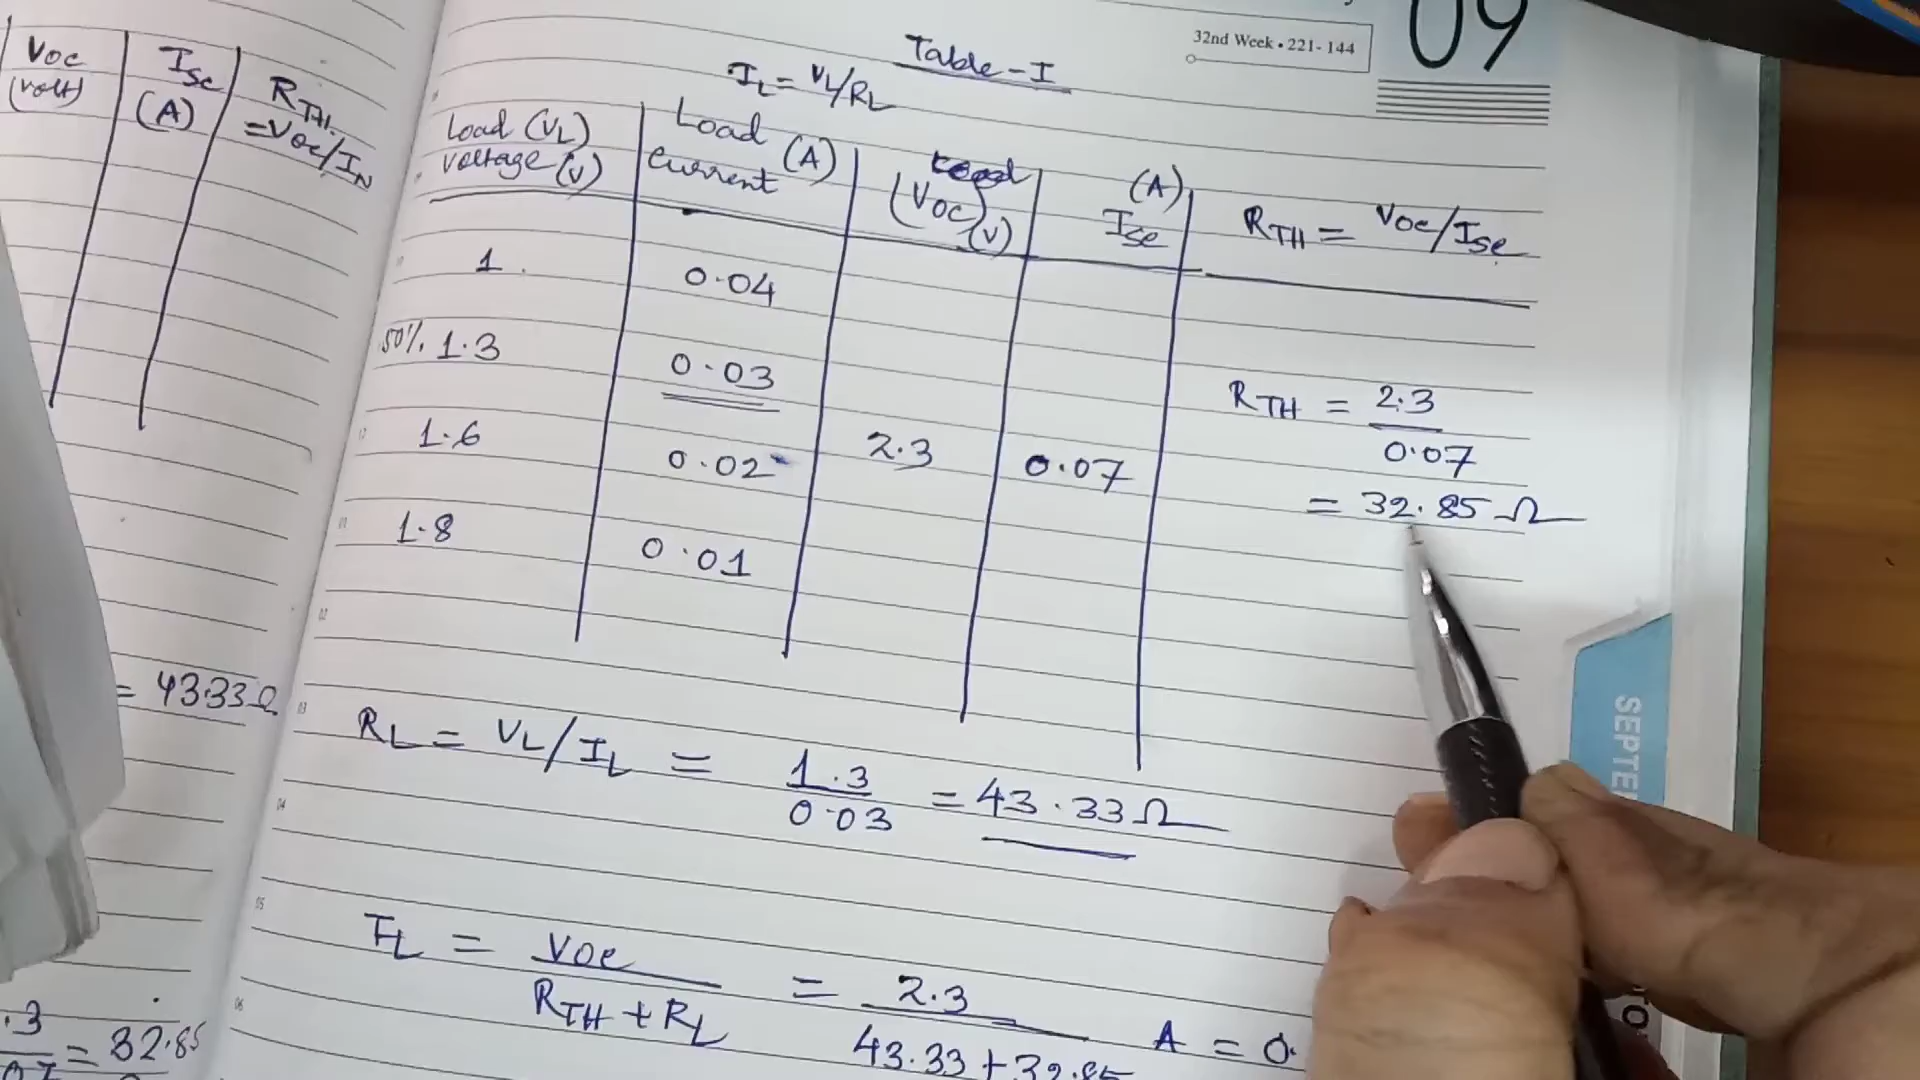 Voc
(volt)
Isc
(A)
RTH
=Voc/IN
= 43.33Ω
.3
= 32.85
32nd Week • 221- 144
09
Table-I
IL = VL/RL
Load (VL)
voltage (V)
Load (A)
current
(Voc)
(V)
(A)
Isc
RTH = Voc/Isc
1
0.04
50% 1.3
0.03
1.6
0.02
2.3
0.07
1.8
0.01
RTH = 2.3
0.07
= 32.85 Ω
RL = VL/IL = 1.3
0.03
= 43.33 Ω
IL = Voc
RTH + RL
= 2.3
43.33 + 32.85
A = 0.
SEPTE